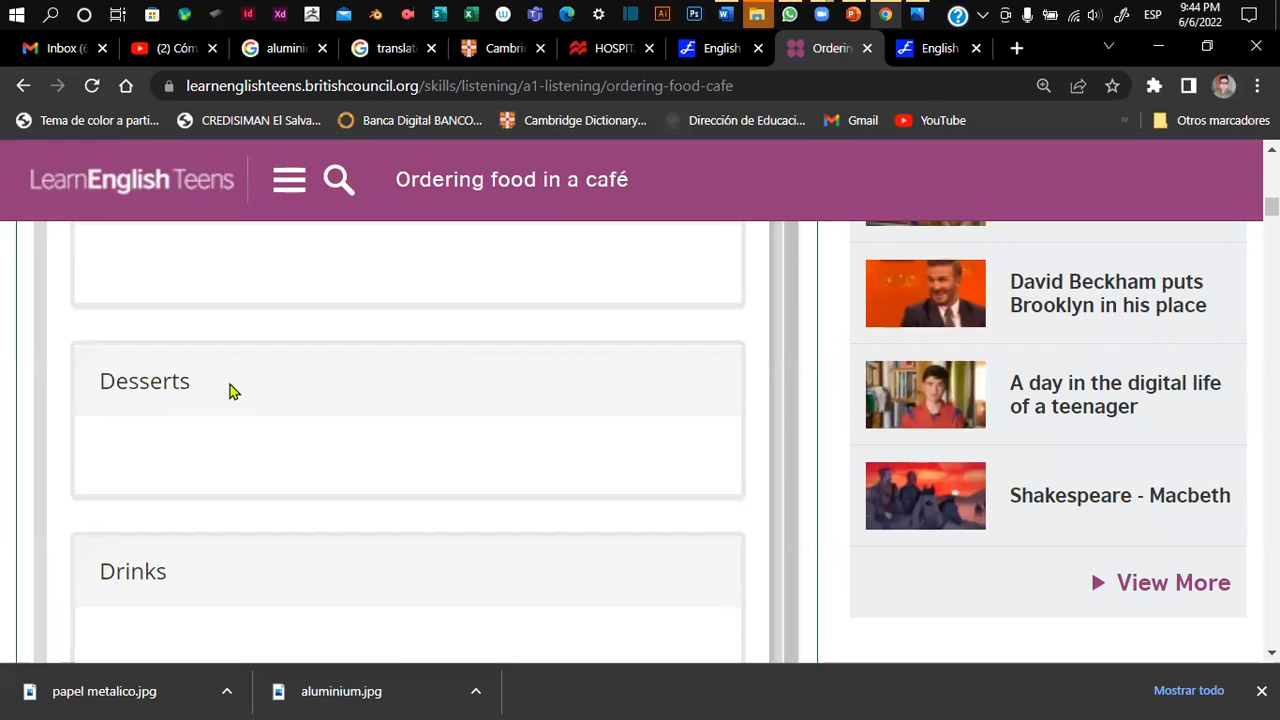 9:44 PM
ESP
6/6/2022
Inbox (6
(2) Cóm
aluminiu
translat
Cambri
HOSPIT
English
Orderin
English
learnenglishteens.britishcouncil.org/skills/listening/a1-listening/ordering-food-cafe
Tema de color a parti...
CREDISIMAN El Salva...
Banca Digital BANCO...
Cambridge Dictionary...
Dirección de Educaci...
Gmail
YouTube
»
Otros marcadores
LearnEnglish Teens
Ordering food in a café
David Beckham puts
Brooklyn in his place
Desserts
A day in the digital life
of a teenager
Shakespeare - Macbeth
Drinks
View More
papel metalico.jpg
aluminium.jpg
Mostrar todo